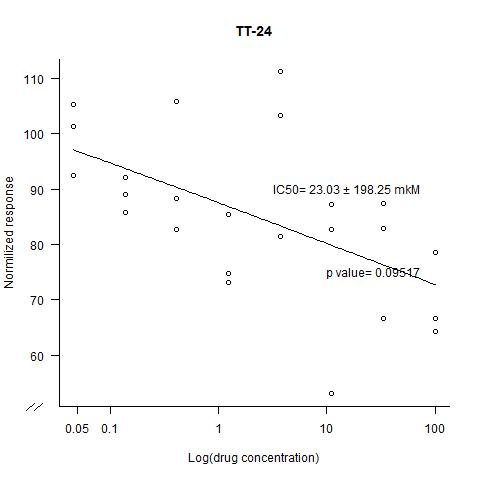 TT-24
Normilized response
110
100
90
80
70
60
IC50= 23.03 ± 198.25 mkM
p value= 0.09517
0.05 0.1 1 10 100
Log(drug concentration)